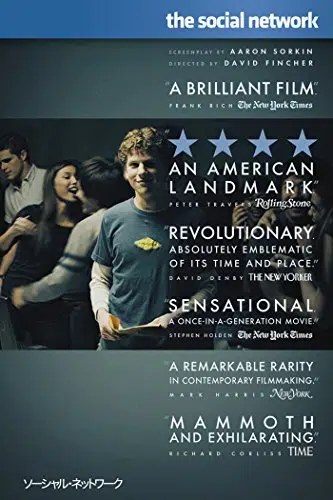 the social network
SCREENPLAY BY AARON SORKIN
DIRECTED BY DAVID FINCHER
"A BRILLIANT FILM."
FRANK RICH The New York Times
"★★★★
AN AMERICAN
LANDMARK."
PETER TRAVERS Rolling Stone
"REVOLUTIONARY.
ABSOLUTELY EMBLEMATIC
OF ITS TIME AND PLACE."
DAVID DENBY THE NEW YORKER
"SENSATIONAL.
A ONCE-IN-A-GENERATION MOVIE."
STEPHEN HOLDEN The New York Times
"A REMARKABLE RARITY
IN CONTEMPORARY FILMMAKING."
MARK HARRIS New York
"MAMMOTH
AND EXHILARATING."
RICHARD CORLISS TIME
ソーシャル・ネットワーク